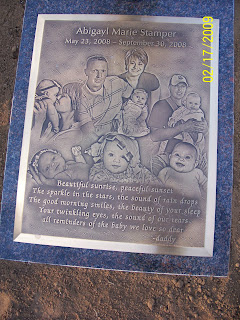 Abigayl Marie Stamper
May 23, 2008 - September 30, 2008
02/17/2009
Beautiful sunrise, peaceful sunset
The sparkle in the stars, the sound of rain drops
The good morning smiles, the beauty of your sleep
Your twinkling eyes, the sound of our tears
all reminders of the baby we love so dear
-daddy